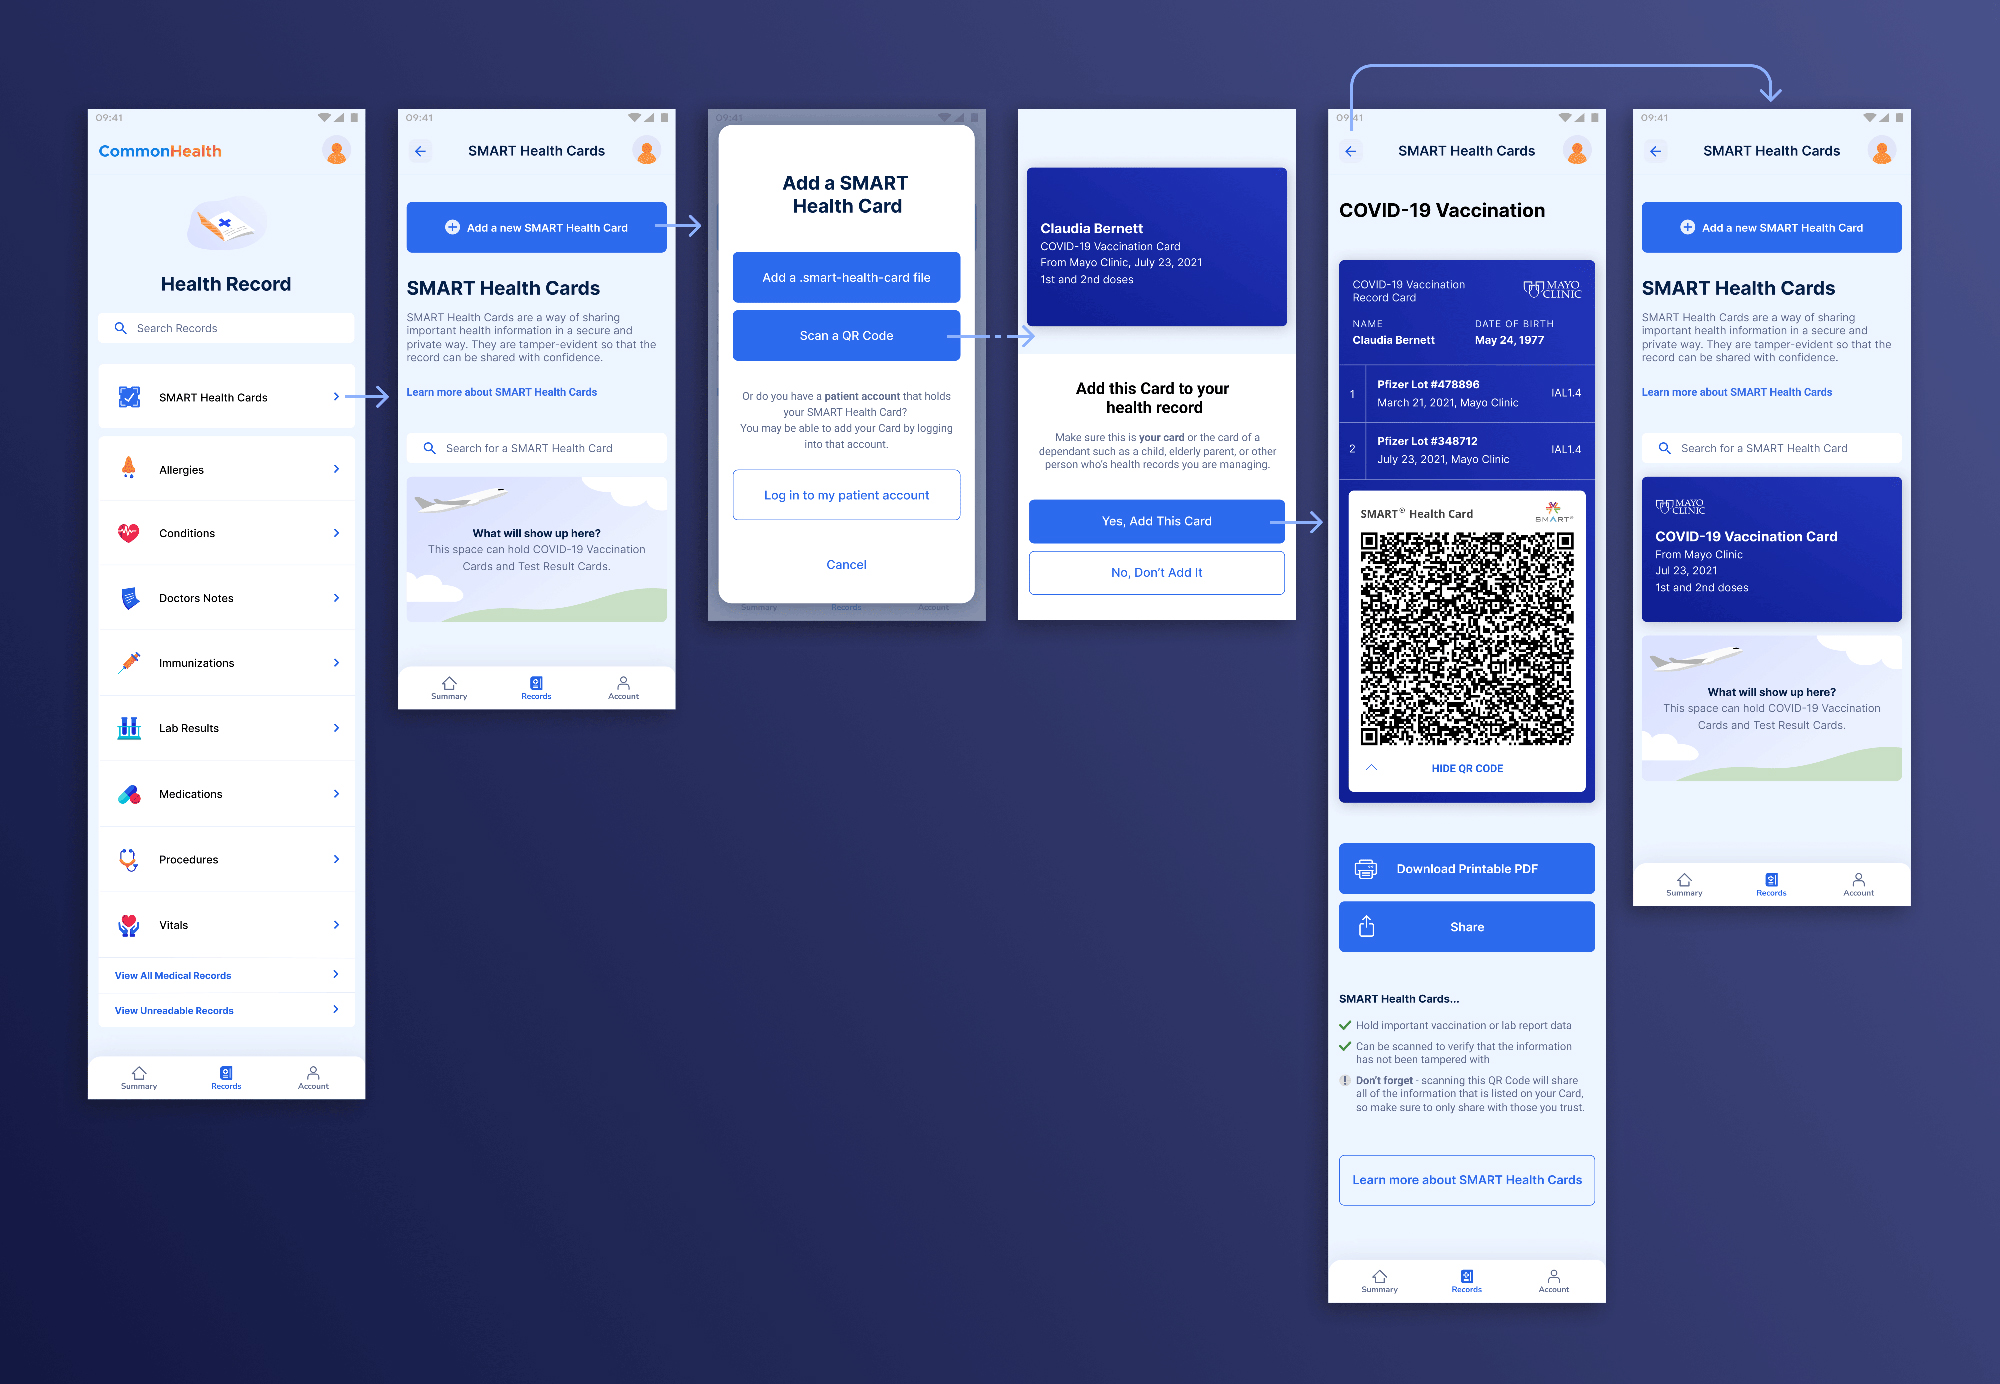 09:41
CommonHealth
Health Record
Search Records
SMART Health Cards
Allergies
Conditions
Doctors Notes
Immunizations
Lab Results
Medications
Procedures
Vitals
View All Medical Records
View Unreadable Records
Summary
Records
Account
09:41
SMART Health Cards
Add a new SMART Health Card
SMART Health Cards
SMART Health Cards are a way of sharing
important health information in a secure and
private way. They are tamper-evident so that the
record can be shared with confidence.
Learn more about SMART Health Cards
Search for a SMART Health Card
What will show up here?
This space can hold COVID-19 Vaccination
Cards and Test Result Cards.
Summary
Records
Account
09:41
Add a SMART
Health Card
Add a .smart-health-card file
Scan a QR Code
Or do you have a patient account that holds
your SMART Health Card?
You may be able to add your Card by logging
into that account.
Log in to my patient account
Cancel
Summary
Records
Account
Claudia Bernett
COVID-19 Vaccination Card
From Mayo Clinic, July 23, 2021
1st and 2nd doses
Add this Card to your
health record
Make sure this is your card or the card of a
dependant such as a child, elderly parent, or other
person who's health records you are managing.
Yes, Add This Card
No, Don't Add It
09:41
SMART Health Cards
COVID-19 Vaccination
COVID-19 Vaccination
Record Card
MAYO
CLINIC
NAME
Claudia Bernett
DATE OF BIRTH
May 24, 1977
1
Pfizer Lot #478896
March 21, 2021, Mayo Clinic
IAL1.4
2
Pfizer Lot #348712
July 23, 2021, Mayo Clinic
IAL1.4
SMART® Health Card
SMART®
HIDE QR CODE
Download Printable PDF
Share
SMART Health Cards...
Hold important vaccination or lab report data
Can be scanned to verify that the information
has not been tampered with
Don't forget - scanning this QR Code will share
all of the information that is listed on your Card,
so make sure to only share with those you trust.
Learn more about SMART Health Cards
Summary
Records
Account
09:41
SMART Health Cards
Add a new SMART Health Card
SMART Health Cards
SMART Health Cards are a way of sharing
important health information in a secure and
private way. They are tamper-evident so that the
record can be shared with confidence.
Learn more about SMART Health Cards
Search for a SMART Health Card
MAYO
CLINIC
COVID-19 Vaccination Card
From Mayo Clinic
Jul 23, 2021
1st and 2nd doses
What will show up here?
This space can hold COVID-19 Vaccination
Cards and Test Result Cards.
Summary
Records
Account